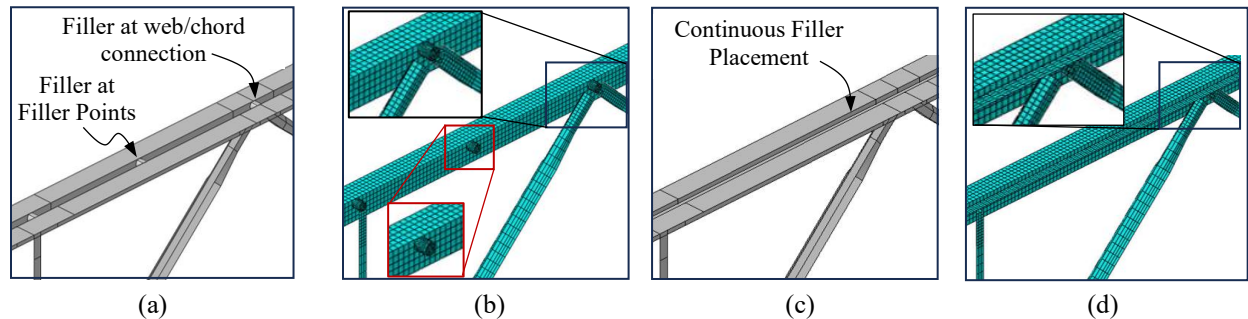 Filler at web/chord
connection
Filler at
Filler Points
Continuous Filler
Placement
(a)
(b)
(c)
(d)